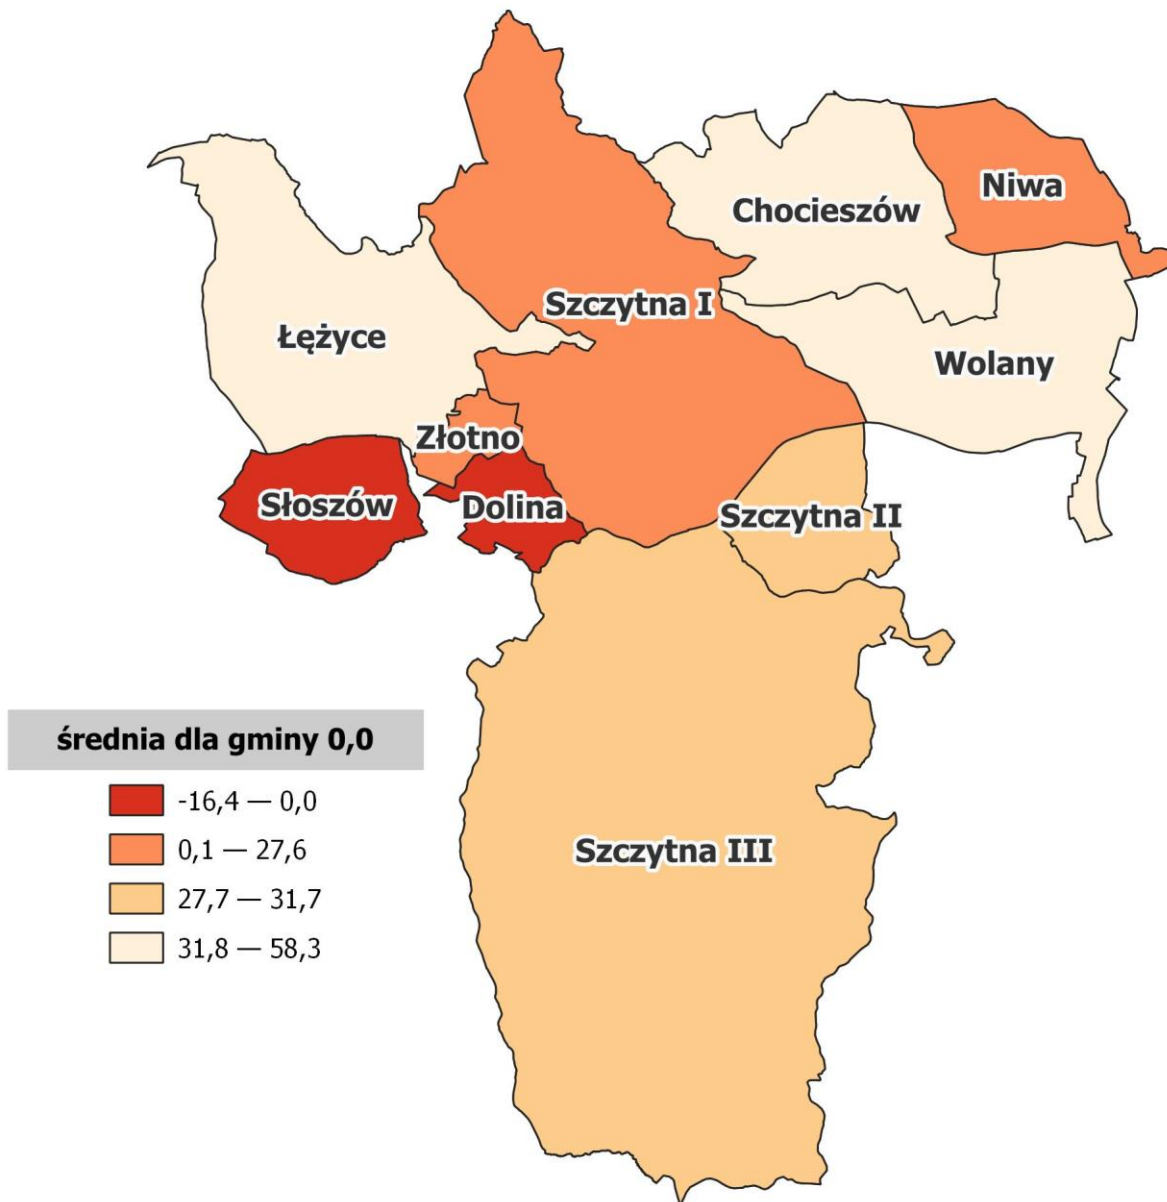 Niwa
Chocieszów
Szczytna I
Łężyce
Wolany
Złotno
Słoszów
Dolina
Szczytna II
średnia dla gminy 0,0
-16,4 — 0,0
0,1 — 27,6
27,7 — 31,7
31,8 — 58,3
Szczytna III